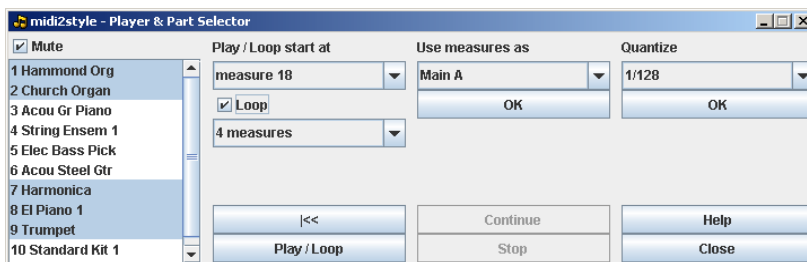 midi2style - Player & Part Selector
Mute
Play / Loop start at
Use measures as
Quantize
1 Hammond Org
2 Church Organ
3 Acou Gr Piano
4 String Ensem 1
5 Elec Bass Pick
6 Acou Steel Gtr
7 Harmonica
8 El Piano 1
9 Trumpet
10 Standard Kit 1
measure 18
Loop
4 measures
Main A
OK
1/128
OK
|<<
Continue
Help
Play / Loop
Stop
Close